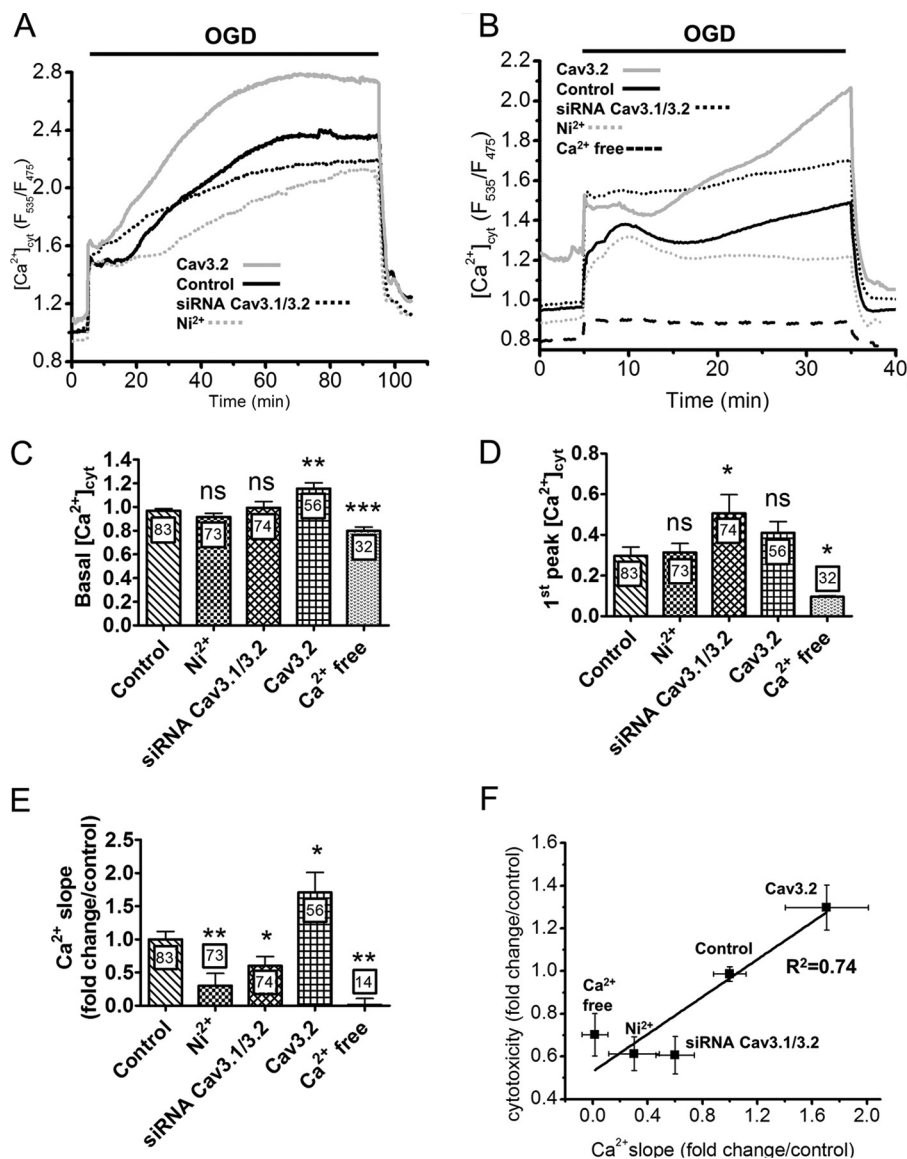 A
OGD
[Ca²⁺]cyt (F535/F475)
2.8
2.4
2.0
1.6
1.2
0.8
Cav3.2
Control
siRNA Cav3.1/3.2
Ni²⁺
0 20 40 60 80 100
Time (min)
B
OGD
Cav3.2
Control
siRNA Cav3.1/3.2
Ni²⁺
Ca²⁺ free
[Ca²⁺]cyt (F535/F475)
2.2
2.0
1.8
1.6
1.4
1.2
1.0
0.8
0 10 20 30 40
Time (min)
C
Basal [Ca²⁺]cyt
1.4
1.2
1.0
0.8
0.6
0.4
0.2
0.0
ns ns ** ***
83 73 74 56 32
Control
Ni²⁺
siRNA Cav3.1/3.2
Cav3.2
Ca²⁺ free
D
1st peak [Ca²⁺]cyt
0.8
0.6
0.4
0.2
0.0
ns * ns *
83 73 74 56 32
Control
Ni²⁺
siRNA Cav3.1/3.2
Cav3.2
Ca²⁺ free
E
Ca²⁺ slope
(fold change/control)
2.5
2.0
1.5
1.0
0.5
0.0
** * * **
83 73 74 56 14
Control
Ni²⁺
siRNA Cav3.1/3.2
Cav3.2
Ca²⁺ free
F
cytotoxicity (fold change/control)
1.6
1.4
1.2
1.0
0.8
0.6
0.4
Cav3.2
Control
R²=0.74
Ca²⁺
free
Ni²⁺
siRNA Cav3.1/3.2
0.0 0.4 0.8 1.2 1.6 2.0
Ca²⁺slope (fold change/control)